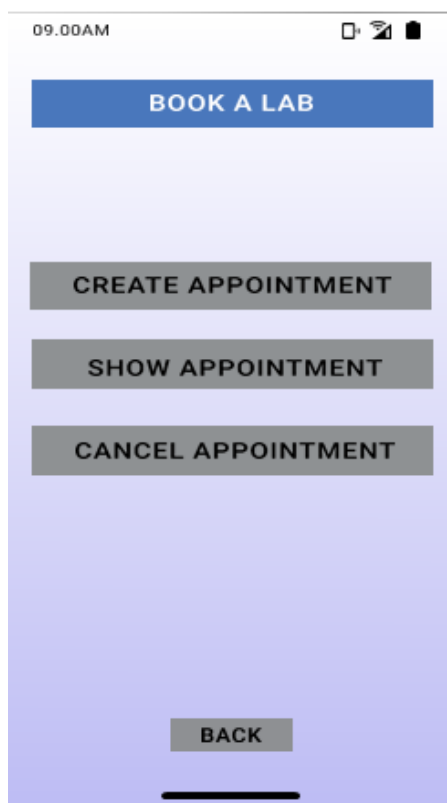 09.00AM
BOOK A LAB
CREATE APPOINTMENT
SHOW APPOINTMENT
CANCEL APPOINTMENT
BACK